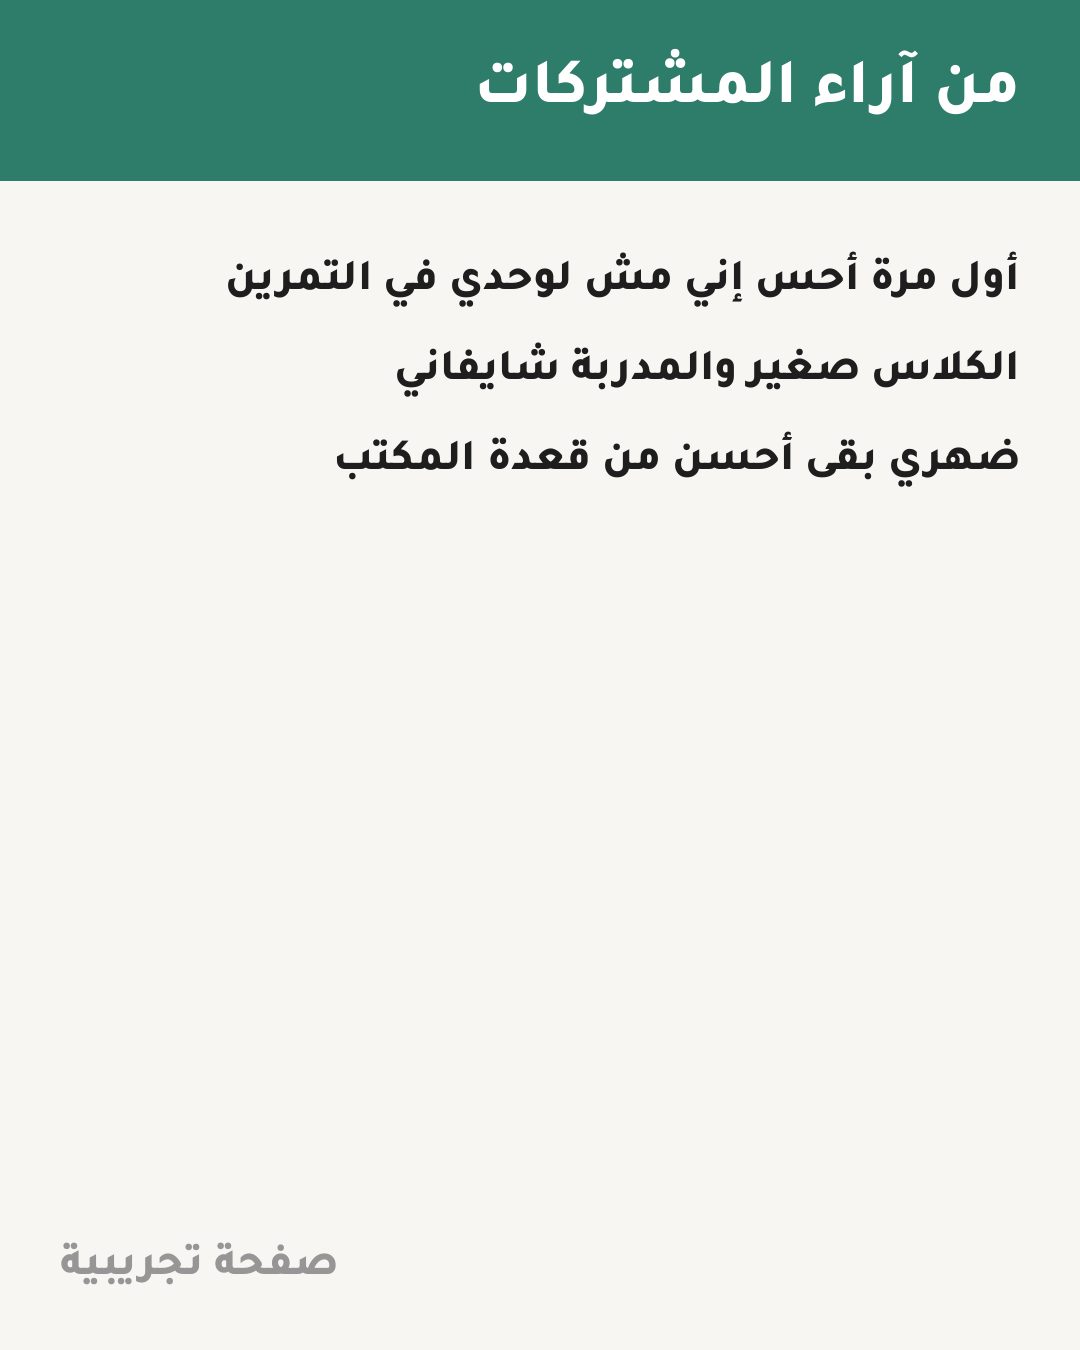 من آراء المشتركات
أول مرة أحس إني مش لوحدي في التمرين
الكلاس صغير والمدربة شايفاني
ضهري بقى أحسن من قعدة المكتب
صفحة تجريبية